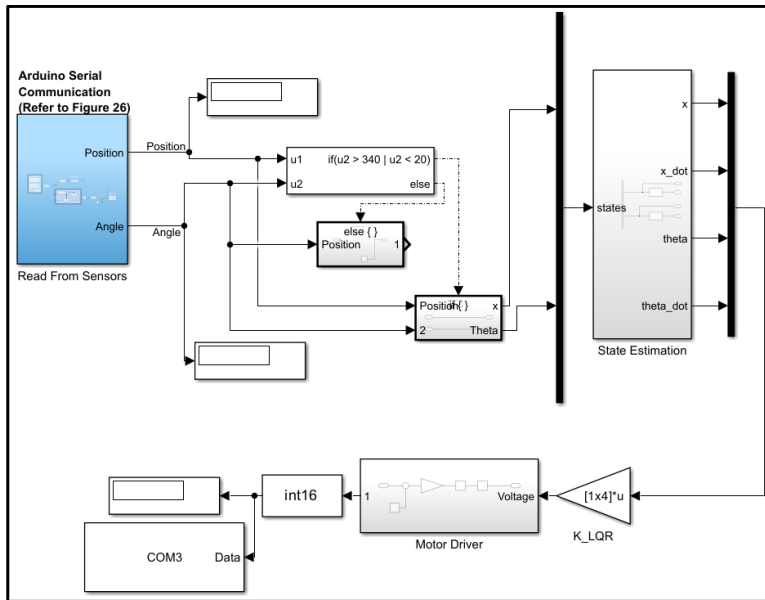 Arduino Serial
Communication
(Refer to Figure 26)
Position
Angle
Read From Sensors
Position
Angle
u1
u2
if(u2 > 340 | u2 < 20)
else
else { }
Position
1
Position
if { }
x
2
Theta
states
x
x_dot
theta
theta_dot
State Estimation
COM3
Data
int16
1
Voltage
Motor Driver
[1x4]*u
K_LQR